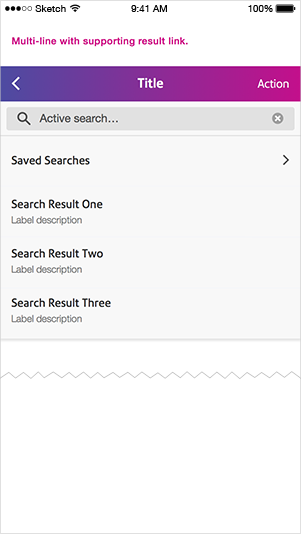 Sketch 9:41 AM 100%
Multi-line with supporting result link.
Title Action
Active search...
Saved Searches
Search Result One
Label description
Search Result Two
Label description
Search Result Three
Label description